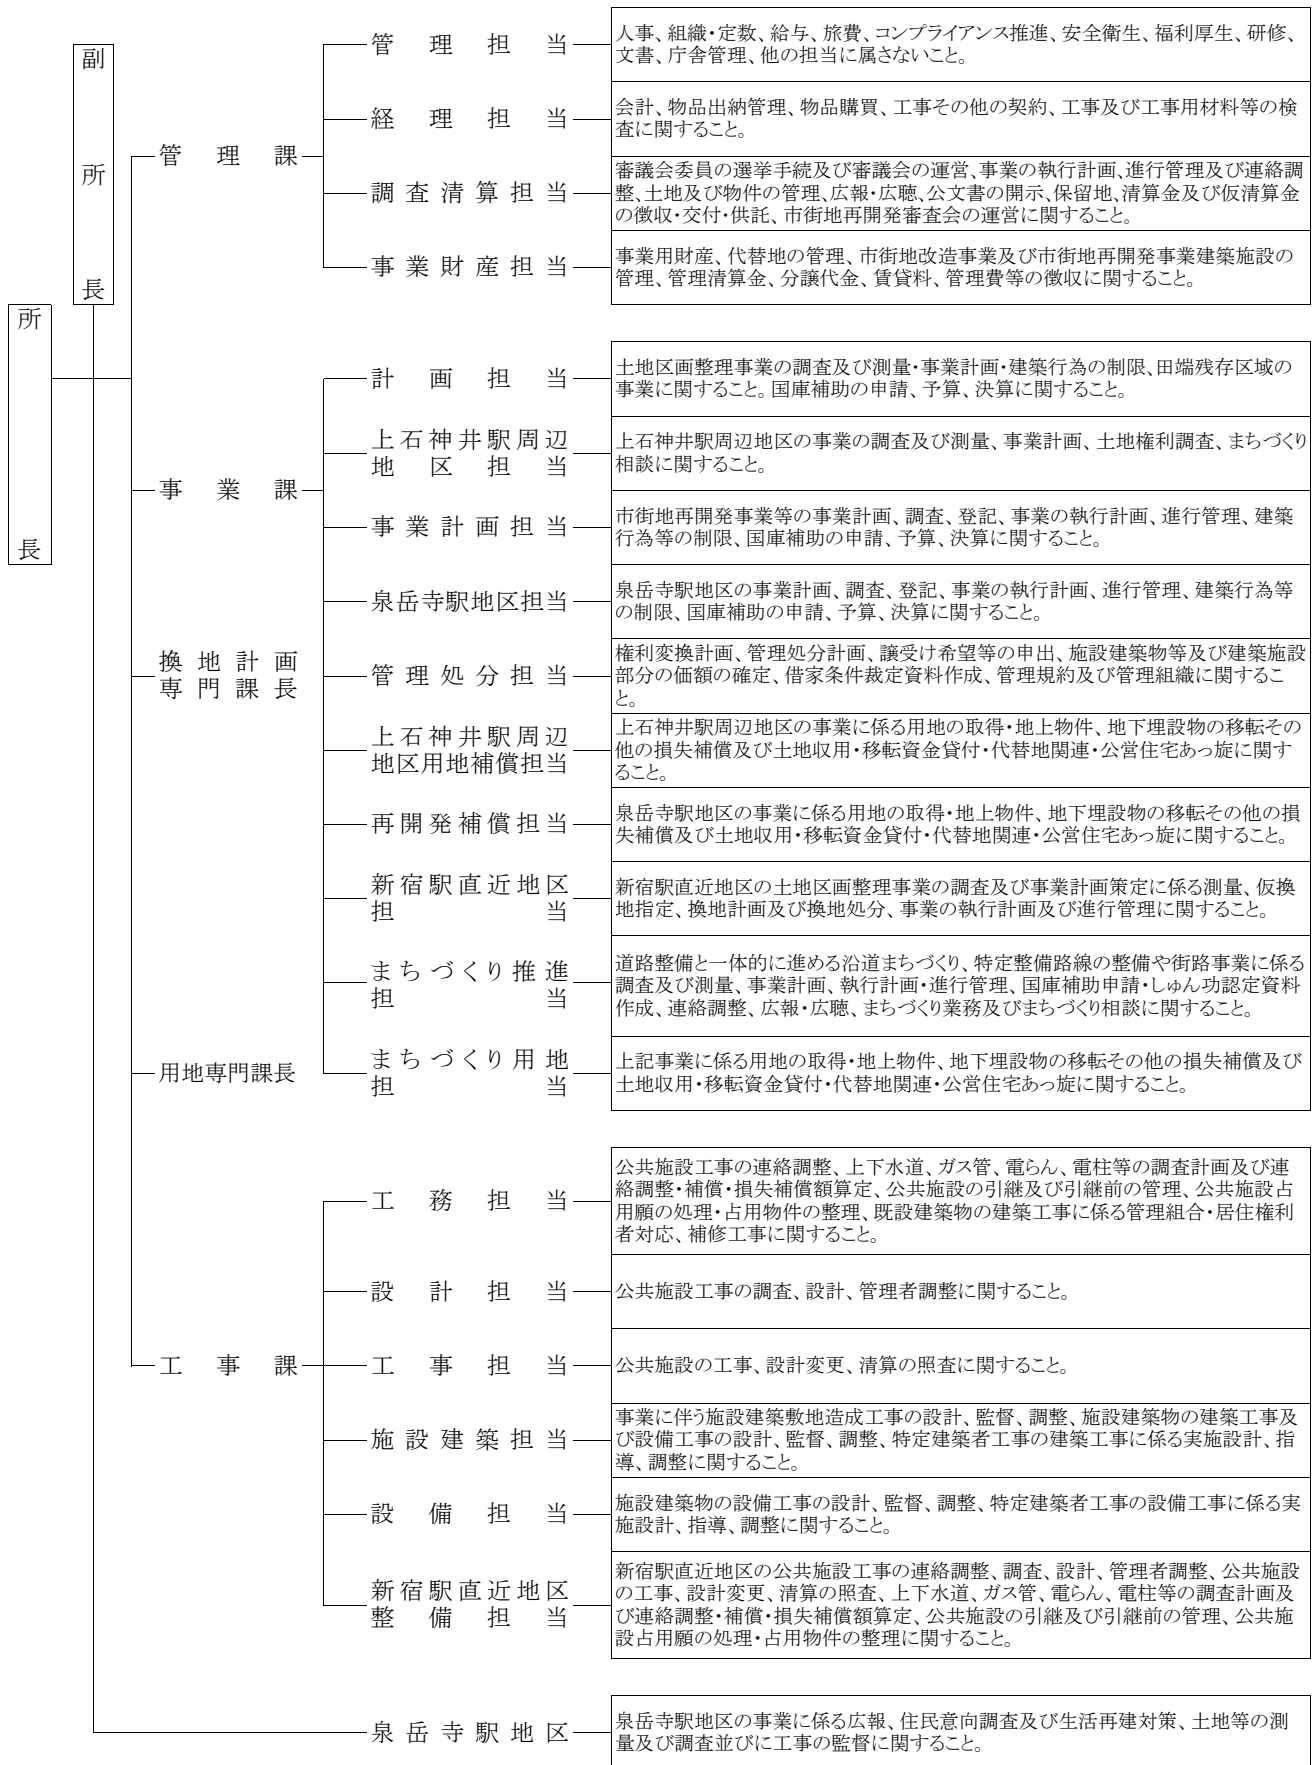 所長
副所長
管理課
管理担当
人事、組織・定数、給与、旅費、コンプライアンス推進、安全衛生、福利厚生、研修、
文書、庁舎管理、他の担当に属さないこと。
経理担当
会計、物品出納管理、物品購買、工事その他の契約、工事及び工事用材料等の検
査に関すること。
調査清算担当
審議会委員の選挙手続及び審議会の運営、事業の執行計画、進行管理及び連絡調
整、土地及び物件の管理、広報・広聴、公文書の開示、保留地、清算金及び仮清算金
の徴収・交付・供託、市街地再開発審査会の運営に関すること。
事業財産担当
事業用財産、代替地の管理、市街地改造事業及び市街地再開発事業建築施設の
管理、管理清算金、分譲代金、賃貸料、管理費等の徴収に関すること。
事業課
計画担当
土地区画整理事業の調査及び測量・事業計画・建築行為の制限、田端残存区域の
事業に関すること。国庫補助の申請、予算、決算に関すること。
上石神井駅周辺
地区担当
上石神井駅周辺地区の事業の調査及び測量、事業計画、土地権利調査、まちづくり
相談に関すること。
事業計画担当
市街地再開発事業等の事業計画、調査、登記、事業の執行計画、進行管理、建築
行為等の制限、国庫補助の申請、予算、決算に関すること。
泉岳寺駅地区担当
泉岳寺駅地区の事業計画、調査、登記、事業の執行計画、進行管理、建築行為等
の制限、国庫補助の申請、予算、決算に関すること。
換地計画
専門課長
管理処分担当
権利変換計画、管理処分計画、譲受け希望等の申出、施設建築物等及び建築施設
部分の価額の確定、借家条件裁定資料作成、管理規約及び管理組織に関するこ
と。
上石神井駅周辺
地区用地補償担当
上石神井駅周辺地区の事業に係る用地の取得・地上物件、地下埋設物の移転その
他の損失補償及び土地収用・移転資金貸付・代替地関連・公営住宅あっ旋に関す
ること。
再開発補償担当
泉岳寺駅地区の事業に係る用地の取得・地上物件、地下埋設物の移転その他の損
失補償及び土地収用・移転資金貸付・代替地関連・公営住宅あっ旋に関すること。
新宿駅直近地区
担当
新宿駅直近地区の土地区画整理事業の調査及び事業計画策定に係る測量、仮換
地指定、換地計画及び換地処分、事業の執行計画及び進行管理に関すること。
まちづくり推進
担当
道路整備と一体的に進める沿道まちづくり、特定整備路線の整備や街路事業に係る
調査及び測量、事業計画、執行計画・進行管理、国庫補助申請・しゅん功認定資料
作成、連絡調整、広報・広聴、まちづくり業務及びまちづくり相談に関すること。
用地専門課長
まちづくり用地
担当
上記事業に係る用地の取得・地上物件、地下埋設物の移転その他の損失補償及び
土地収用・移転資金貸付・代替地関連・公営住宅あっ旋に関すること。
工事課
工務担当
公共施設工事の連絡調整、上下水道、ガス管、電らん、電柱等の調査計画及び連
絡調整・補償・損失補償額算定、公共施設の引継及び引継前の管理、公共施設占
用願の処理・占用物件の整理、既設建築物の建築工事に係る管理組合・居住権利
者対応、補修工事に関すること。
設計担当
公共施設工事の調査、設計、管理者調整に関すること。
工事担当
公共施設の工事、設計変更、清算の照査に関すること。
施設建築担当
事業に伴う施設建築敷地造成工事の設計、監督、調整、施設建築物の建築工事及
び設備工事の設計、監督、調整、特定建築者工事の建築工事に係る実施設計、指
導、調整に関すること。
設備担当
施設建築物の設備工事の設計、監督、調整、特定建築者工事の設備工事に係る実
施設計、指導、調整に関すること。
新宿駅直近地区
整備担当
新宿駅直近地区の公共施設工事の連絡調整、調査、設計、管理者調整、公共施設
の工事、設計変更、清算の照査、上下水道、ガス管、電らん、電柱等の調査計画及
び連絡調整・補償・損失補償額算定、公共施設の引継及び引継前の管理、公共施
設占用願の処理・占用物件の整理に関すること。
泉岳寺駅地区
泉岳寺駅地区の事業に係る広報、住民意向調査及び生活再建対策、土地等の測
量及び調査並びに工事の監督に関すること。